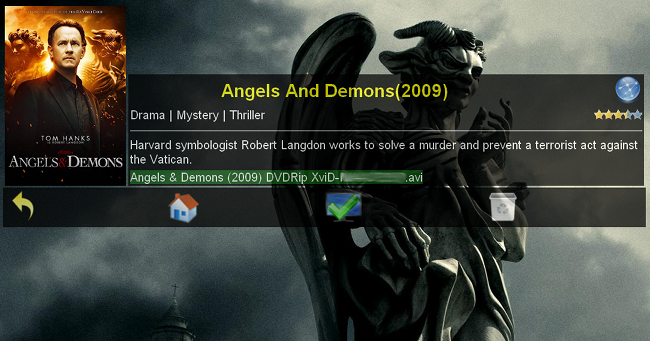 TOM HANKS
ANGELS & DEMONS
Angels And Demons(2009)
Drama | Mystery | Thriller
Harvard symbologist Robert Langdon works to solve a murder and prevent a terrorist act against
the Vatican.
Angels & Demons (2009) DVDRip XviD-
.avi